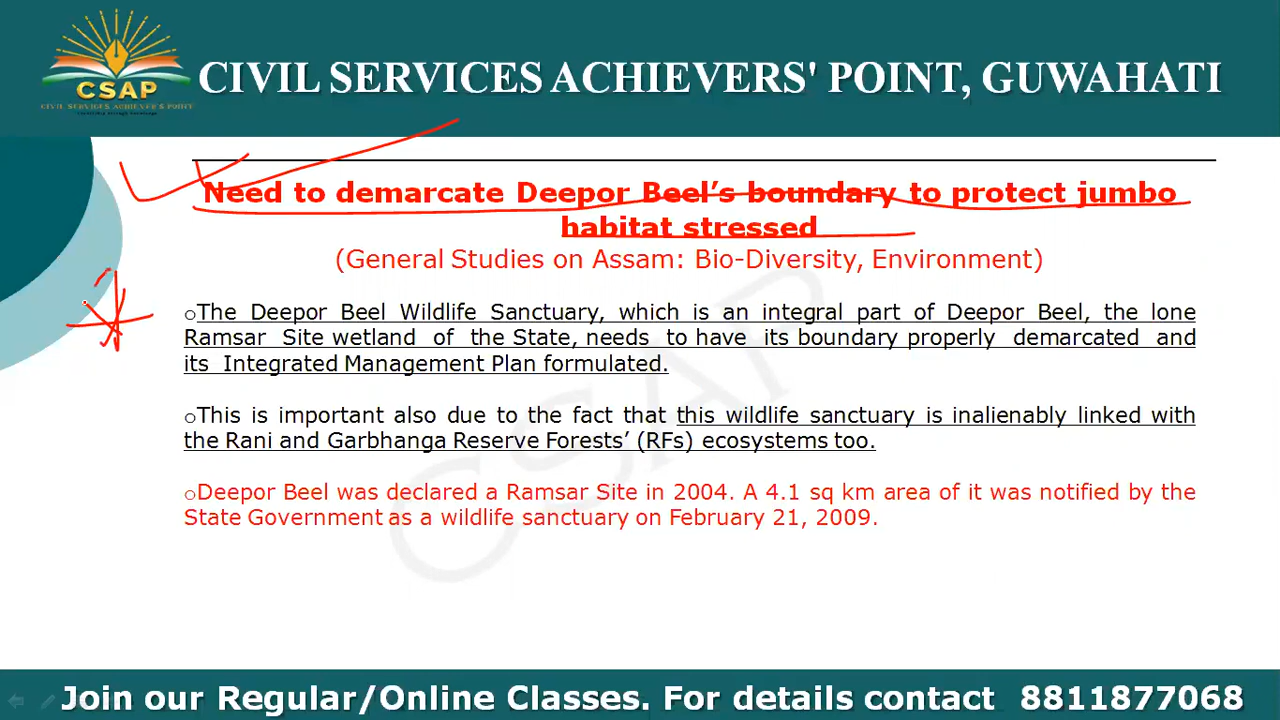 CSAP
CIVIL SERVICES ACHIEVER'S POINT
CIVIL SERVICES ACHIEVERS' POINT, GUWAHATI
Need to demarcate Deepor Beel's boundary to protect jumbo
habitat stressed
(General Studies on Assam: Bio-Diversity, Environment)
oThe Deepor Beel Wildlife Sanctuary, which is an integral part of Deepor Beel, the lone
Ramsar Site wetland of the State, needs to have its boundary properly demarcated and
its Integrated Management Plan formulated.
oThis is important also due to the fact that this wildlife sanctuary is inalienably linked with
the Rani and Garbhanga Reserve Forests' (RFs) ecosystems too.
oDeepor Beel was declared a Ramsar Site in 2004. A 4.1 sq km area of it was notified by the
State Government as a wildlife sanctuary on February 21, 2009.
CSAP
Join our Regular/Online Classes. For details contact 8811877068